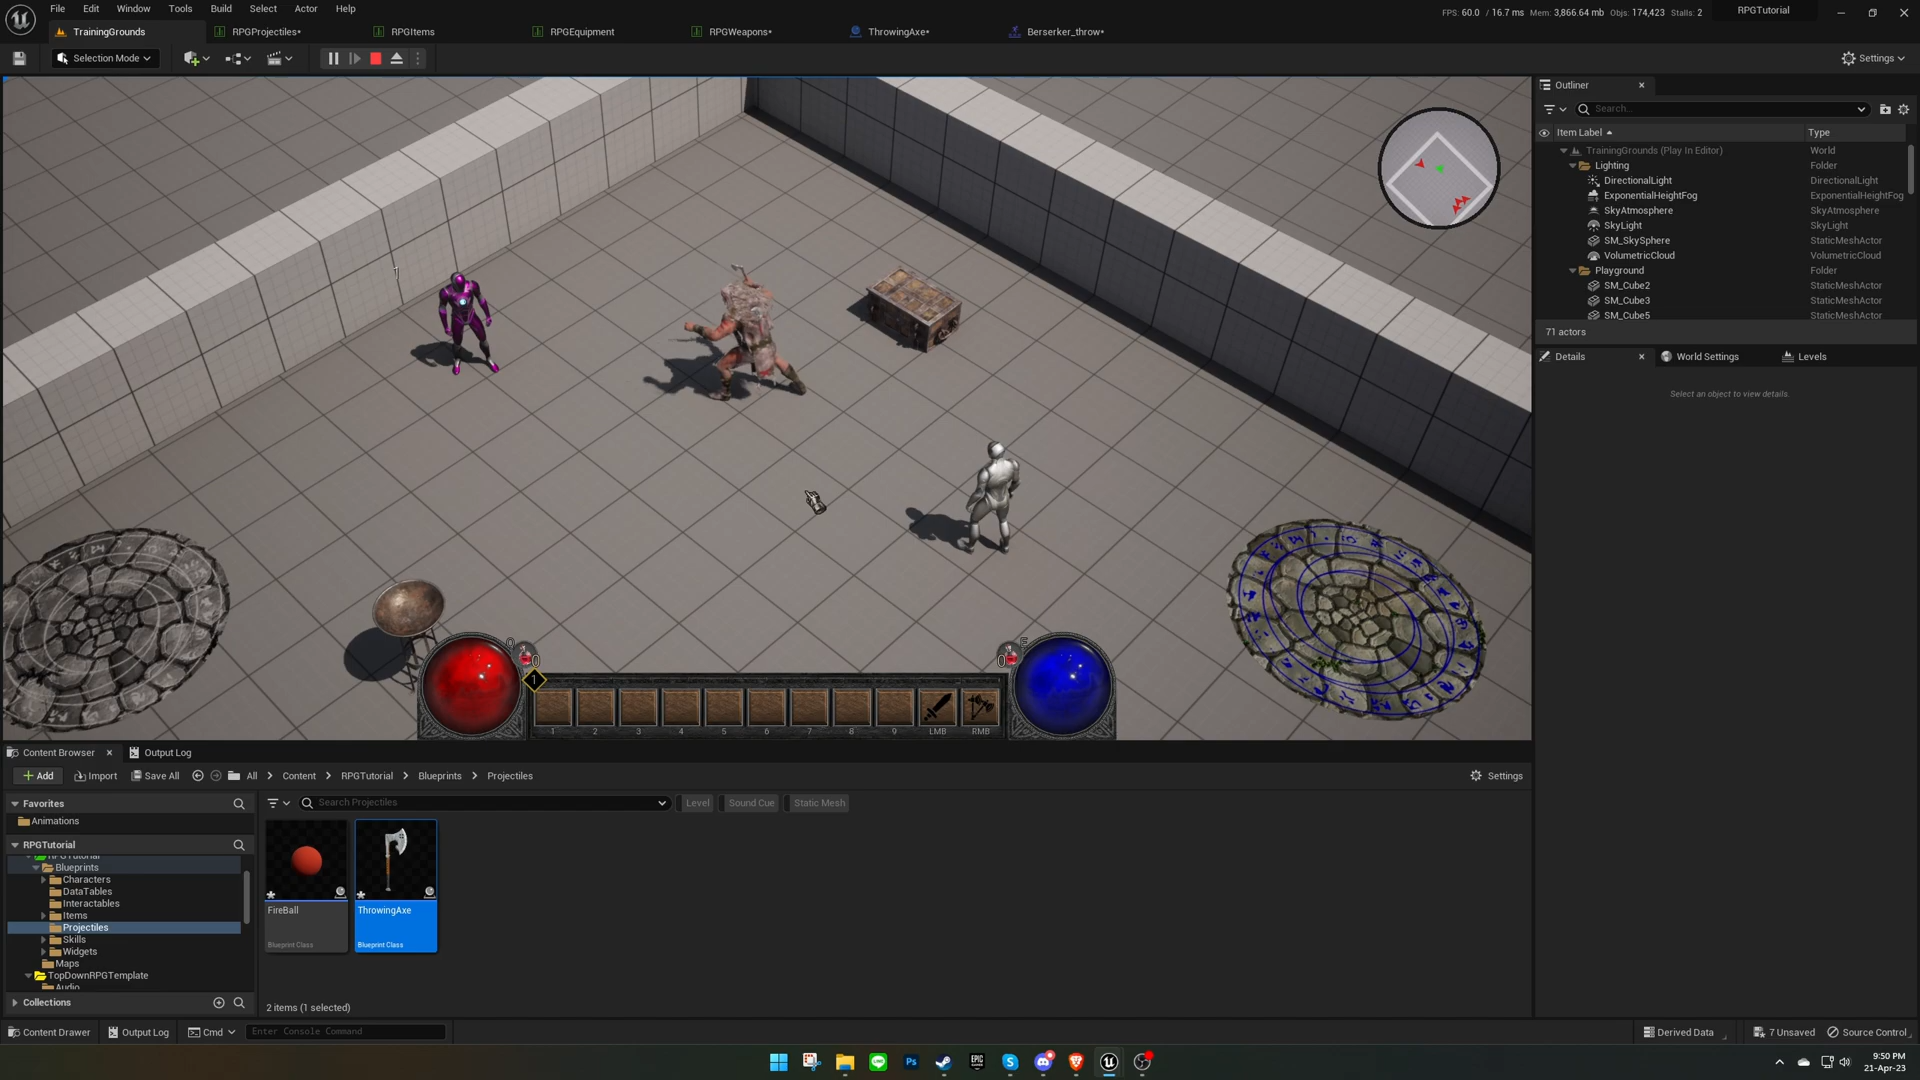 File Edit Window Tools Build Select Actor Help
FPS: 60.0 / 16.7 ms Mem: 3,866.64 mb Objs: 174,423 Stalls: 2
RPGTutorial
TrainingGrounds
RPGProjectiles*
RPGItems
RPGEquipment
RPGWeapons*
ThrowingAxe*
Berserker_throw*
Selection Mode
Settings
Outliner
Search...
Item Label
Type
TrainingGrounds (Play In Editor) World
Lighting Folder
DirectionalLight DirectionalLight
ExponentialHeightFog ExponentialHeightFog
SkyAtmosphere SkyAtmosphere
SkyLight SkyLight
SM_SkySphere StaticMeshActor
VolumetricCloud VolumetricCloud
Playground Folder
SM_Cube2 StaticMeshActor
SM_Cube3 StaticMeshActor
SM_Cube5 StaticMeshActor
71 actors
Details
World Settings
Levels
Select an object to view details.
1
Q
0
0
1
1 2 3 4 5 6 7 8 9 LMB RMB
Content Browser
Output Log
Add
Import
Save All
All
Content
RPGTutorial
Blueprints
Projectiles
Settings
Favorites
Animations
RPGTutorial
RPGTutorial
Blueprints
Characters
DataTables
Interactables
Items
Projectiles
Skills
Widgets
Maps
TopDownRPGTemplate
Audio
Collections
Search Projectiles
Level
Sound Cue
Static Mesh
FireBall
Blueprint Class
ThrowingAxe
Blueprint Class
2 items (1 selected)
Content Drawer
Output Log
Cmd
Enter Console Command
Derived Data
7 Unsaved
Source Control
9:50 PM
21-Apr-23